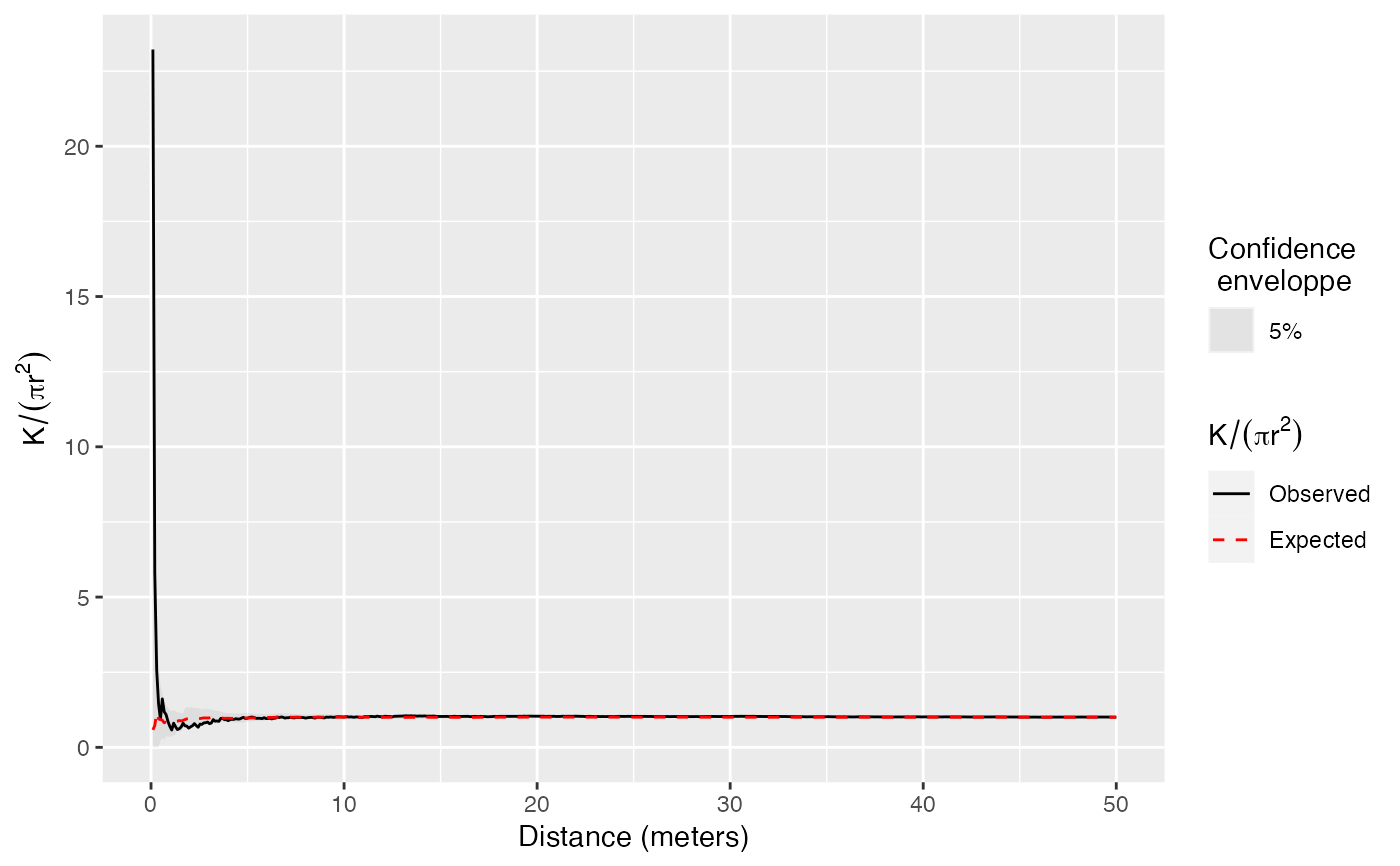 K/(πr²)
20
15
10
5
0
0 10 20 30 40 50
Distance (meters)
Confidence
enveloppe
5%
K/(πr²)
Observed
Expected